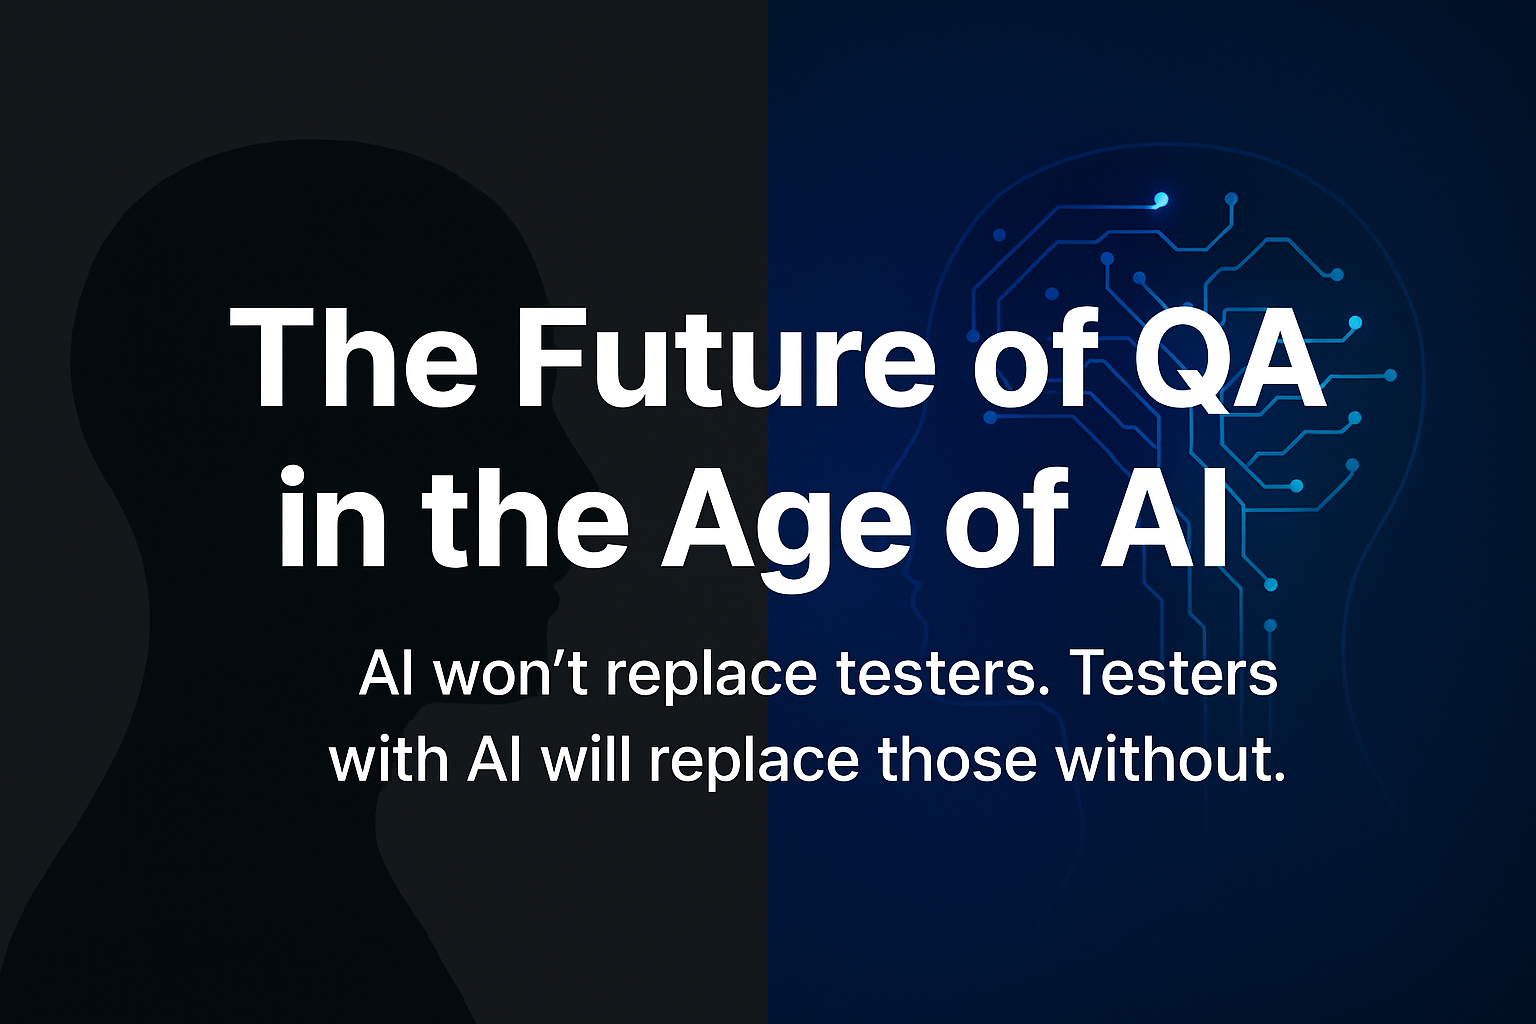 The Future of QA
in the Age of AI
AI won’t replace testers. Testers
with AI will replace those without.